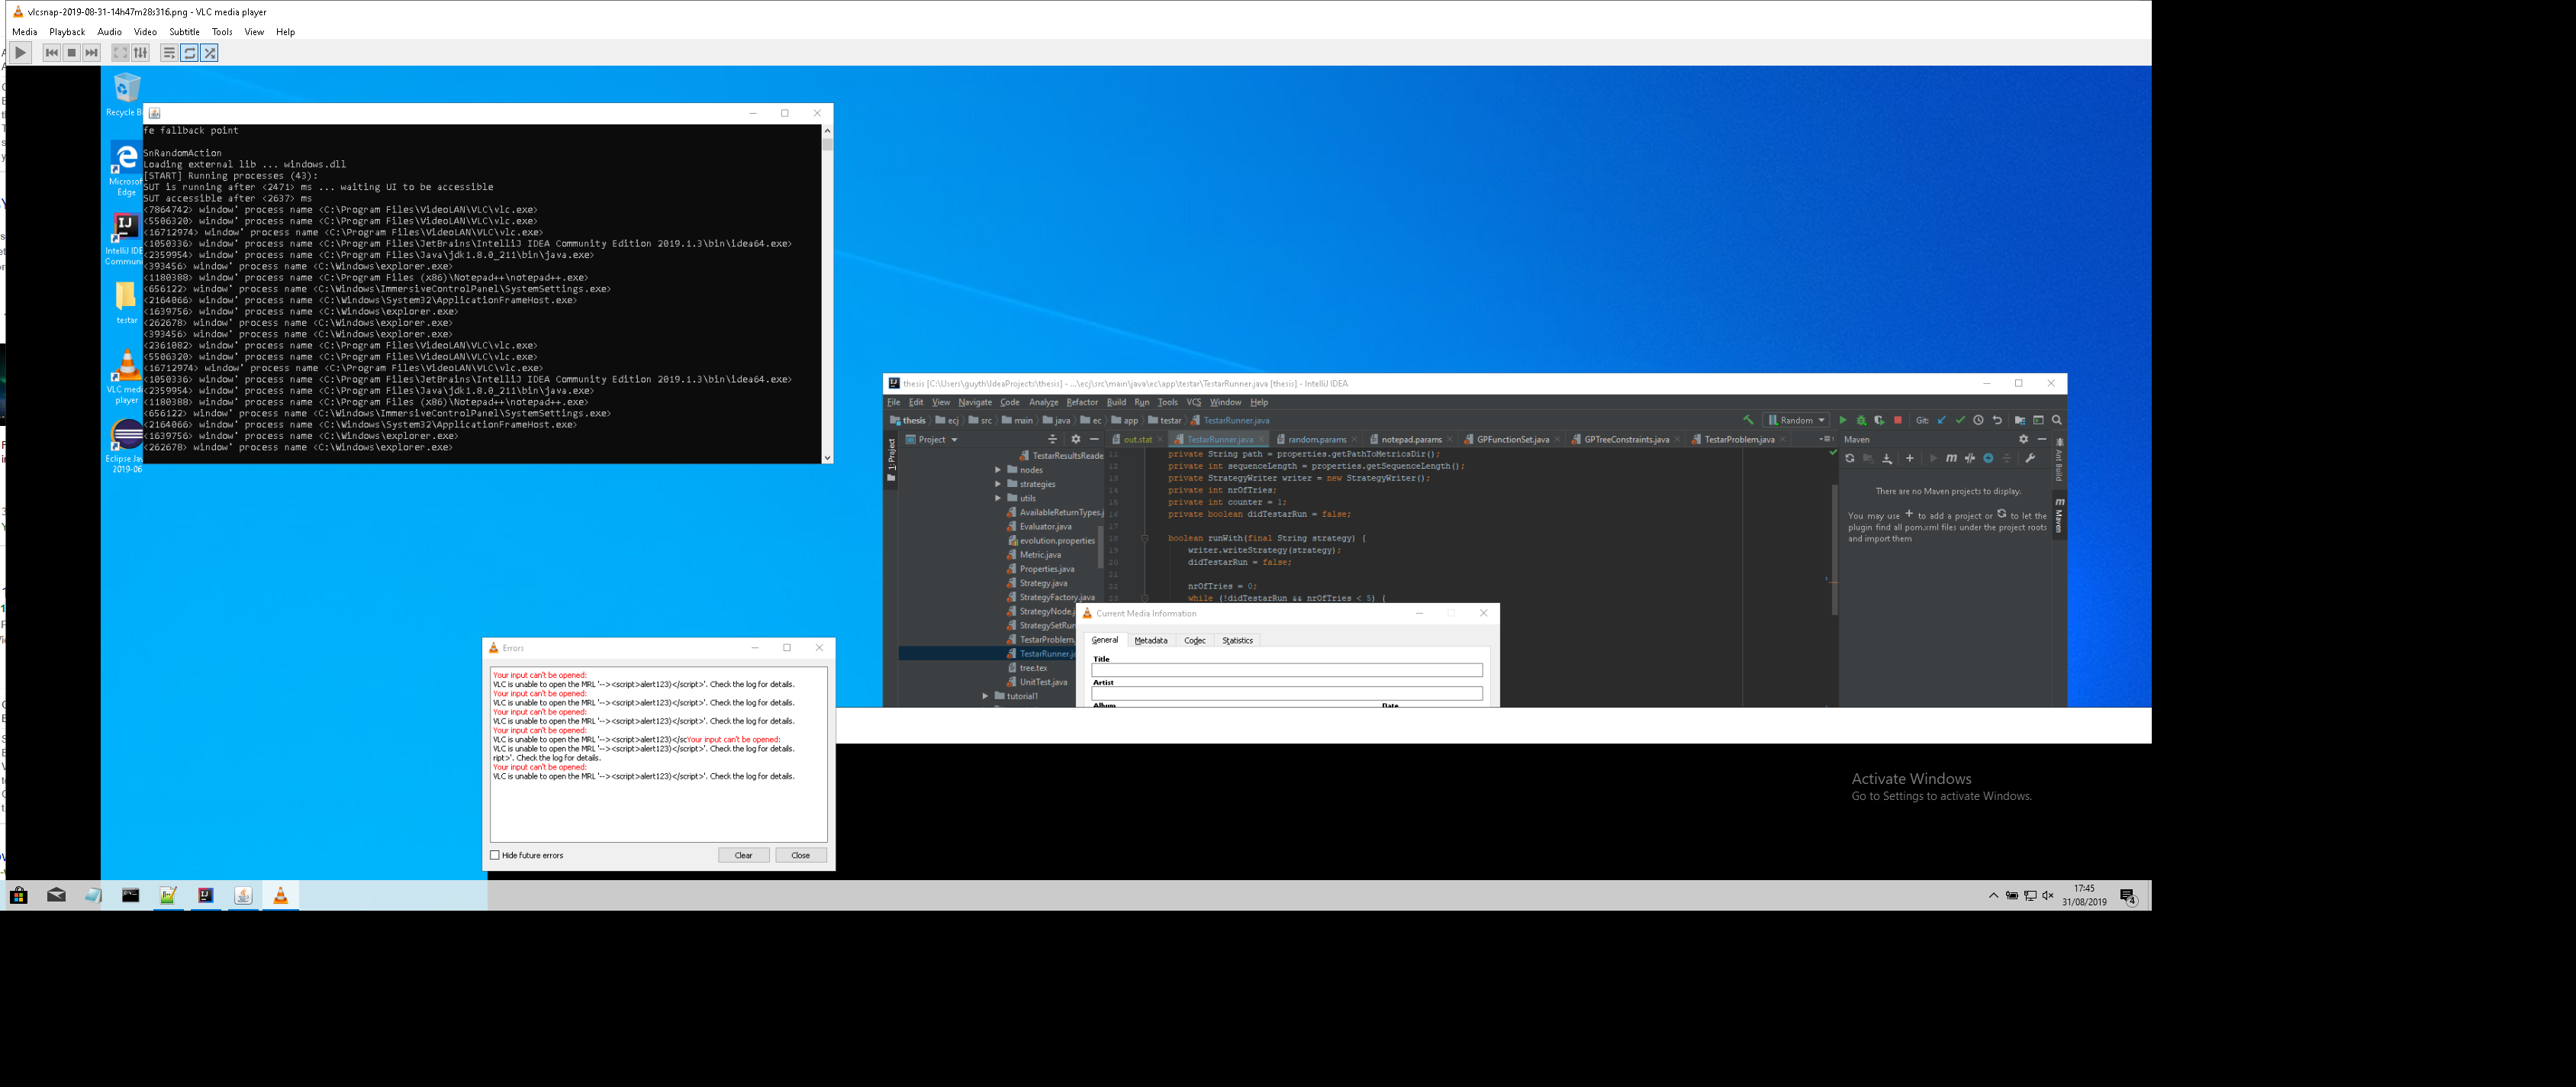 vlcsnap-2019-08-31-14h47m28s316.png - VLC media player
Media Playback Audio Video Subtitle Tools View Help
Recycle B
Microsof
Edge
IntelliJ IDE
Commun
testar
VLC medi
player
Eclipse Jav
2019-06
fe fallback point
SnRandomAction
Loading external lib ... windows.dll
[START] Running processes (43):
SUT is running after <2471> ms ... waiting UI to be accessible
SUT accessible after <2637> ms
<7864742> window' process name <C:\Program Files\VideoLAN\VLC\vlc.exe>
<5506320> window' process name <C:\Program Files\VideoLAN\VLC\vlc.exe>
<16712974> window' process name <C:\Program Files\VideoLAN\VLC\vlc.exe>
<1050336> window' process name <C:\Program Files\JetBrains\IntelliJ IDEA Community Edition 2019.1.3\bin\idea64.exe>
<2359954> window' process name <C:\Program Files\Java\jdk1.8.0_211\bin\java.exe>
<393456> window' process name <C:\Windows\explorer.exe>
<1180388> window' process name <C:\Program Files (x86)\Notepad++\notepad++.exe>
<656122> window' process name <C:\Windows\ImmersiveControlPanel\SystemSettings.exe>
<2164066> window' process name <C:\Windows\System32\ApplicationFrameHost.exe>
<1639756> window' process name <C:\Windows\explorer.exe>
<262678> window' process name <C:\Windows\explorer.exe>
<393456> window' process name <C:\Windows\explorer.exe>
<2361082> window' process name <C:\Program Files\VideoLAN\VLC\vlc.exe>
<5506320> window' process name <C:\Program Files\VideoLAN\VLC\vlc.exe>
<16712974> window' process name <C:\Program Files\VideoLAN\VLC\vlc.exe>
<1050336> window' process name <C:\Program Files\JetBrains\IntelliJ IDEA Community Edition 2019.1.3\bin\idea64.exe>
<2359954> window' process name <C:\Program Files\Java\jdk1.8.0_211\bin\java.exe>
<1180388> window' process name <C:\Program Files (x86)\Notepad++\notepad++.exe>
<656122> window' process name <C:\Windows\ImmersiveControlPanel\SystemSettings.exe>
<2164066> window' process name <C:\Windows\System32\ApplicationFrameHost.exe>
<1639756> window' process name <C:\Windows\explorer.exe>
<262678> window' process name <C:\Windows\explorer.exe>
thesis [C:\Users\guyth\IdeaProjects\thesis] - ...\ecj\src\main\java\ec\app\testar\TestarRunner.java [thesis] - IntelliJ IDEA
File Edit View Navigate Code Analyze Refactor Build Run Tools VCS Window Help
thesis ecj src main java ec app testar TestarRunner.java
Random
Git:
1: Project
Project
out.stat TestarRunner.java random.params notepad.params GPFunctionSet.java GPTreeConstraints.java TestarProblem.java
Maven
TestarResultsReade
nodes
strategies
utils
AvailableReturnTypes.j
Evaluator.java
evolution.properties
Metric.java
Properties.java
Strategy.java
StrategyFactory.java
StrategyNode.j
StrategySetRun
TestarProblem.
TestarRunner.ja
tree.tex
UnitTest.java
tutorial1
11 private String path = properties.getPathToMetricsDir();
12 private int sequenceLength = properties.getSequenceLength();
13 private StrategyWriter writer = new StrategyWriter();
14 private int nrOfTries;
15 private int counter = 1;
16 private boolean didTestarRun = false;
17
18 boolean runWith(final String strategy) {
19 writer.writeStrategy(strategy);
20 didTestarRun = false;
21
22 nrOfTries = 0;
23 while (!didTestarRun && nrOfTries < 5) {
There are no Maven projects to display.
You may use + to add a project or to let the
plugin find all pom.xml files under the project roots
and import them
Ant Build
Maven
Current Media Information
General Metadata Codec Statistics
Title
Artist
Album Date
Errors
Your input can't be opened:
VLC is unable to open the MRL '--><script>alert123)</script>'. Check the log for details.
Your input can't be opened:
VLC is unable to open the MRL '--><script>alert123)</script>'. Check the log for details.
Your input can't be opened:
VLC is unable to open the MRL '--><script>alert123)</script>'. Check the log for details.
Your input can't be opened:
VLC is unable to open the MRL '--><script>alert123)</scYour input can't be opened:
VLC is unable to open the MRL '--><script>alert123)</script>'. Check the log for details.
ript>'. Check the log for details.
Your input can't be opened:
VLC is unable to open the MRL '--><script>alert123)</script>'. Check the log for details.
Hide future errors
Clear
Close
Activate Windows
Go to Settings to activate Windows.
17:45
31/08/2019
4